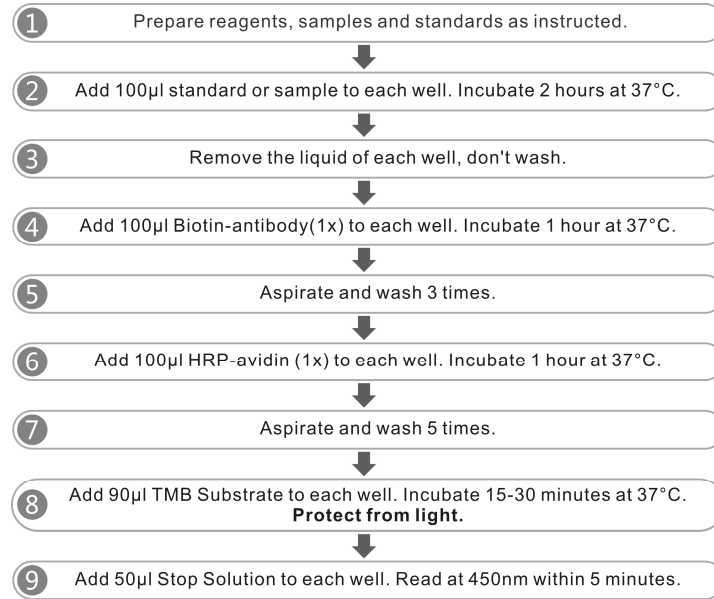 1 Prepare reagents, samples and standards as instructed.
2 Add 100µl standard or sample to each well. Incubate 2 hours at 37°C.
3 Remove the liquid of each well, don't wash.
4 Add 100µl Biotin-antibody(1x) to each well. Incubate 1 hour at 37°C.
5 Aspirate and wash 3 times.
6 Add 100µl HRP-avidin (1x) to each well. Incubate 1 hour at 37°C.
7 Aspirate and wash 5 times.
8 Add 90µl TMB Substrate to each well. Incubate 15-30 minutes at 37°C.
Protect from light.
9 Add 50µl Stop Solution to each well. Read at 450nm within 5 minutes.